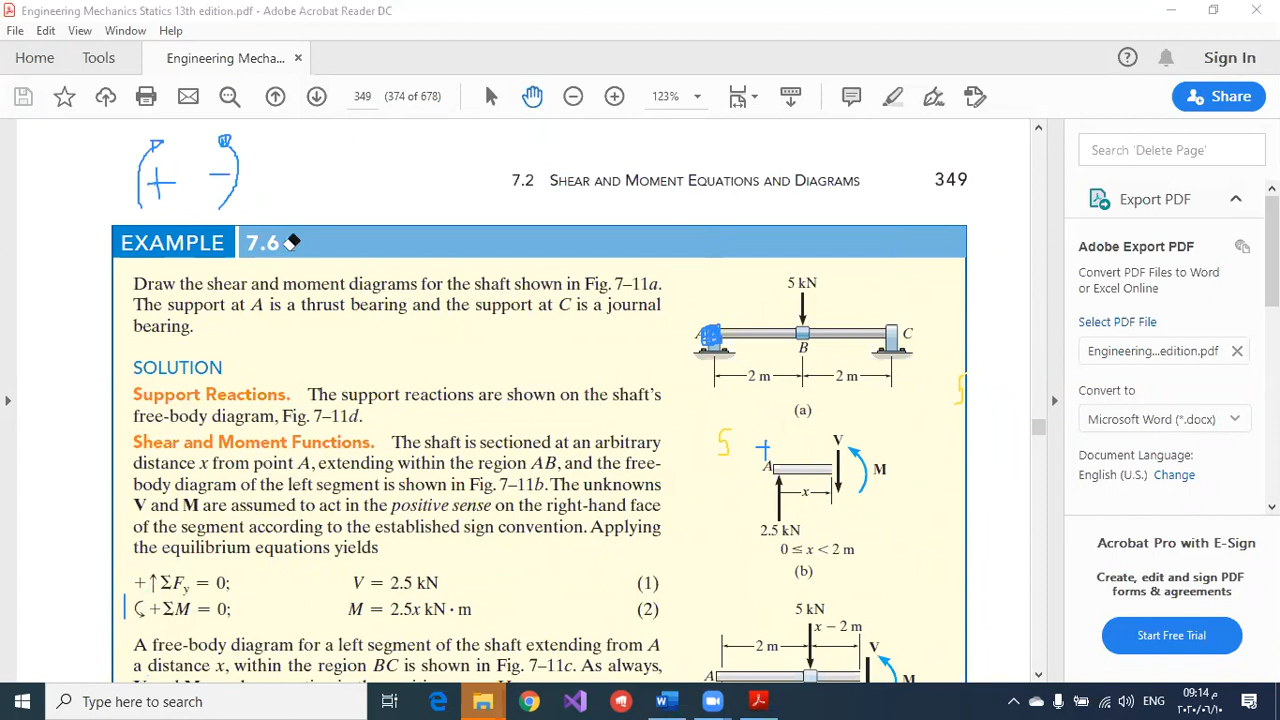 Engineering Mechanics Statics 13th edition.pdf - Adobe Acrobat Reader DC
File Edit View Window Help
Home Tools Engineering Mecha... × Sign In
349 (374 of 678) 123% Share
+ −
7.2 SHEAR AND MOMENT EQUATIONS AND DIAGRAMS 349
EXAMPLE 7.6
Draw the shear and moment diagrams for the shaft shown in Fig. 7–11a.
The support at A is a thrust bearing and the support at C is a journal
bearing.
SOLUTION
Support Reactions. The support reactions are shown on the shaft's
free-body diagram, Fig. 7–11d.
Shear and Moment Functions. The shaft is sectioned at an arbitrary
distance x from point A, extending within the region AB, and the free-
body diagram of the left segment is shown in Fig. 7–11b. The unknowns
V and M are assumed to act in the positive sense on the right-hand face
of the segment according to the established sign convention. Applying
the equilibrium equations yields
+↑ΣFy = 0; V = 2.5 kN (1)
⤹+ΣM = 0; M = 2.5x kN · m (2)
A free-body diagram for a left segment of the shaft extending from A
a distance x, within the region BC is shown in Fig. 7–11c. As always,
5 kN
C
B
2 m 2 m
(a)
+
V
A
M
x
2.5 kN
0 ≤ x < 2 m
(b)
5 kN
x − 2 m
2 m
V
A
M
Search 'Delete Page'
Export PDF
Adobe Export PDF
Convert PDF Files to Word
or Excel Online
Select PDF File
Engineering...edition.pdf ×
Convert to
Microsoft Word (*.docx)
Document Language:
English (U.S.) Change
Acrobat Pro with E-Sign
Create, edit and sign PDF
forms & agreements
Start Free Trial
Type here to search
ENG
09:14 م